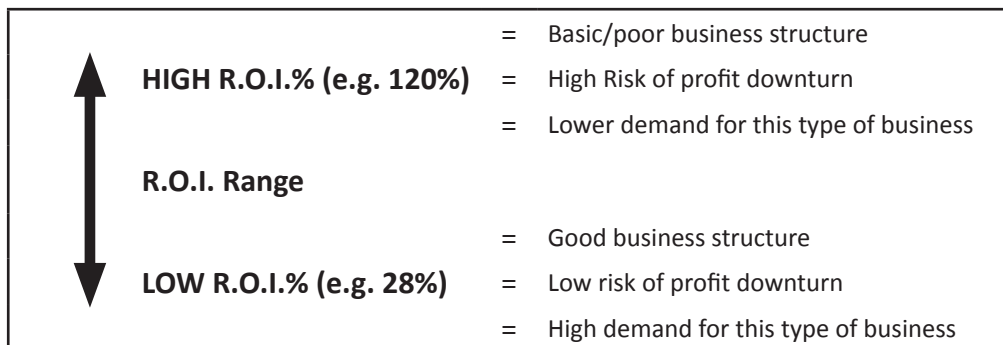 = Basic/poor business structure
HIGH R.O.I.% (e.g. 120%) = High Risk of profit downturn
= Lower demand for this type of business
R.O.I. Range
= Good business structure
LOW R.O.I.% (e.g. 28%) = Low risk of profit downturn
= High demand for this type of business